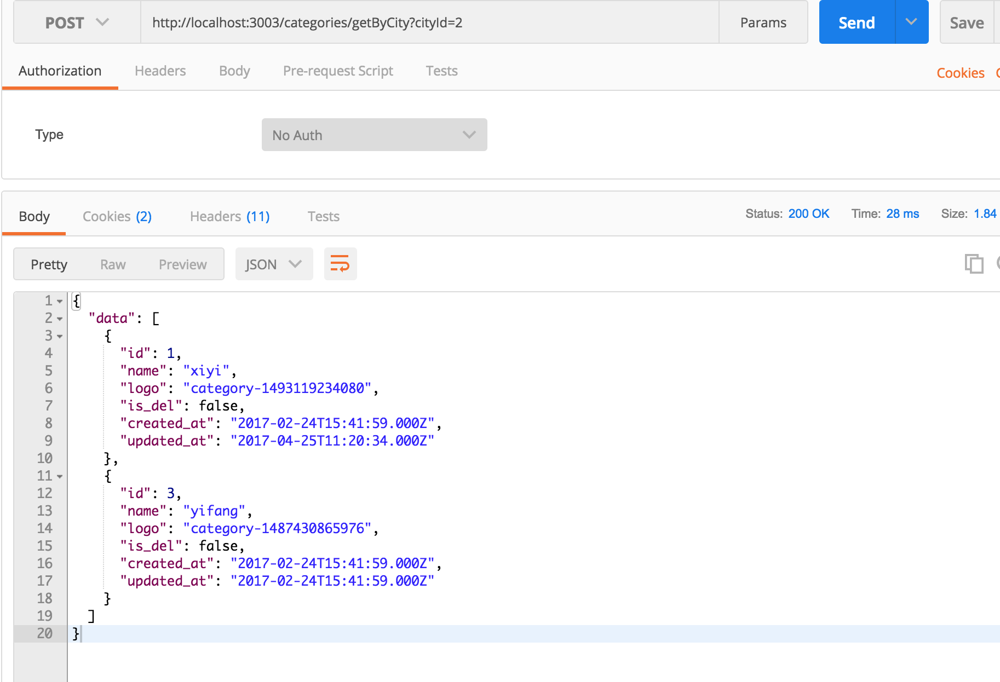 POST http://localhost:3003/categories/getByCity?cityId=2 Params Send Save
Authorization Headers Body Pre-request Script Tests Cookies
Type No Auth
Body Cookies (2) Headers (11) Tests Status: 200 OK Time: 28 ms Size: 1.84
Pretty Raw Preview JSON
1 {
2 "data": [
3 {
4 "id": 1,
5 "name": "xiyi",
6 "logo": "category-1493119234080",
7 "is_del": false,
8 "created_at": "2017-02-24T15:41:59.000Z",
9 "updated_at": "2017-04-25T11:20:34.000Z"
10 },
11 {
12 "id": 3,
13 "name": "yifang",
14 "logo": "category-1487430865976",
15 "is_del": false,
16 "created_at": "2017-02-24T15:41:59.000Z",
17 "updated_at": "2017-02-24T15:41:59.000Z"
18 }
19 ]
20 }